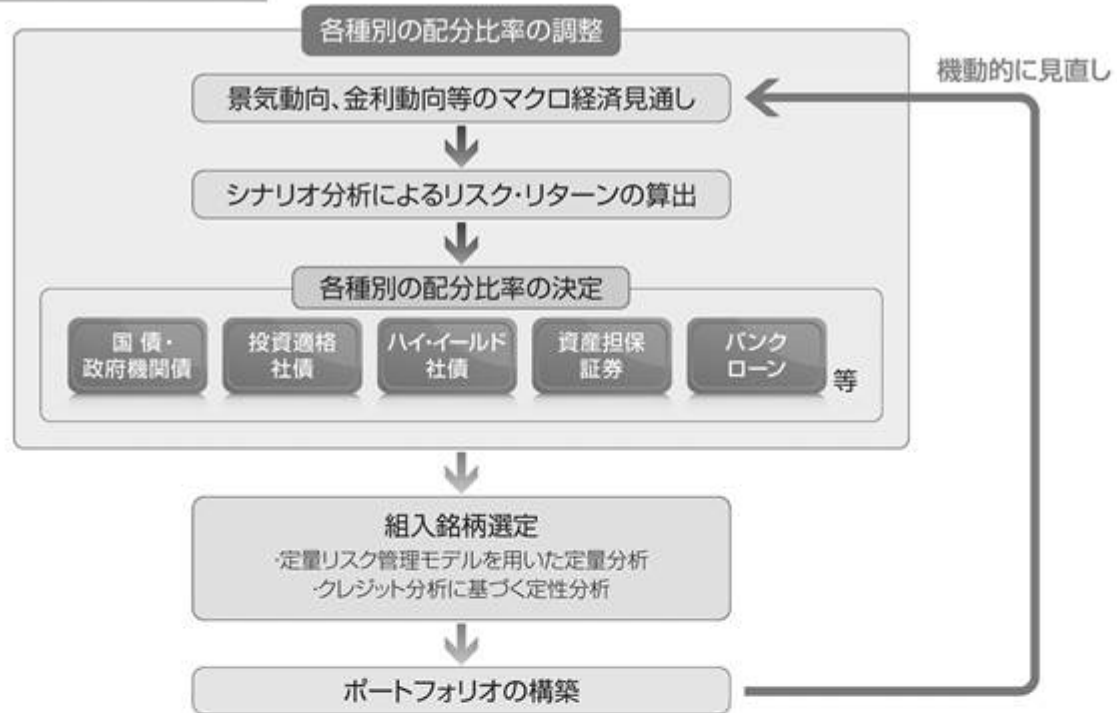 各種別の配分比率の調整
機動的に見直し
景気動向、金利動向等のマクロ経済見通し
シナリオ分析によるリスク・リターンの算出
各種別の配分比率の決定
国債・
政府機関債
投資適格
社債
ハイ・イールド
社債
資産担保
証券
バンク
ローン
等
組入銘柄選定
・定量リスク管理モデルを用いた定量分析
・クレジット分析に基づく定性分析
ポートフォリオの構築